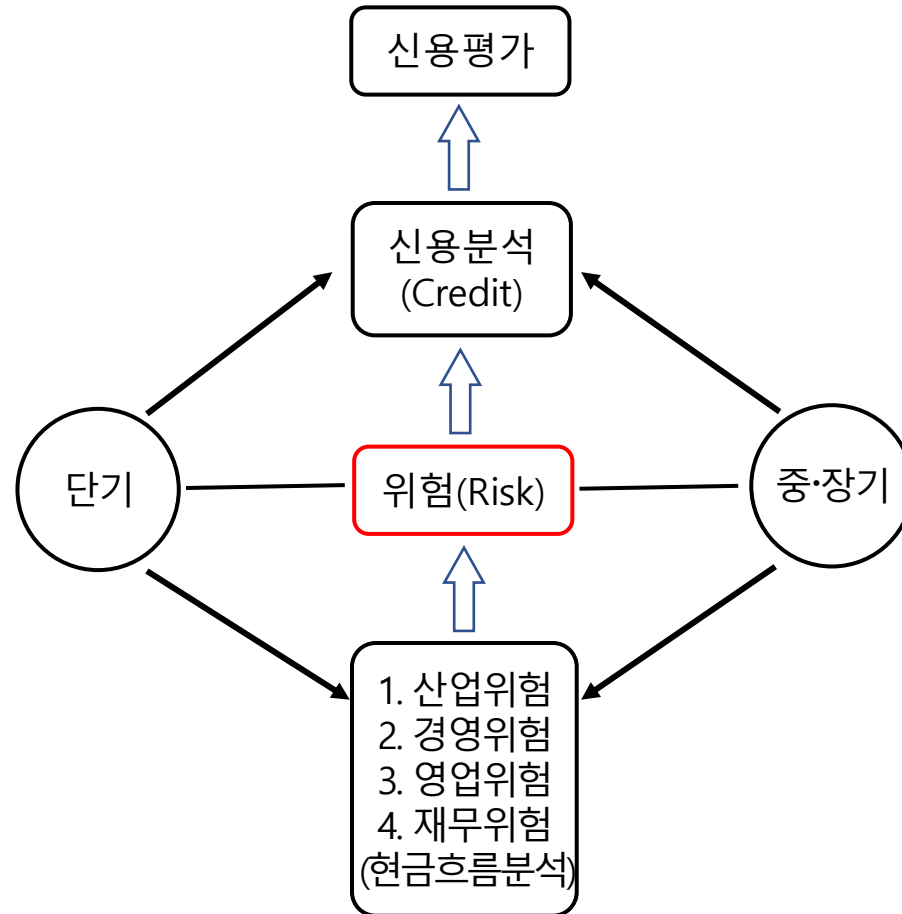 신용평가
신용분석
(Credit)
단기
위험(Risk)
중·장기
1. 산업위험
2. 경영위험
3. 영업위험
4. 재무위험
(현금흐름분석)